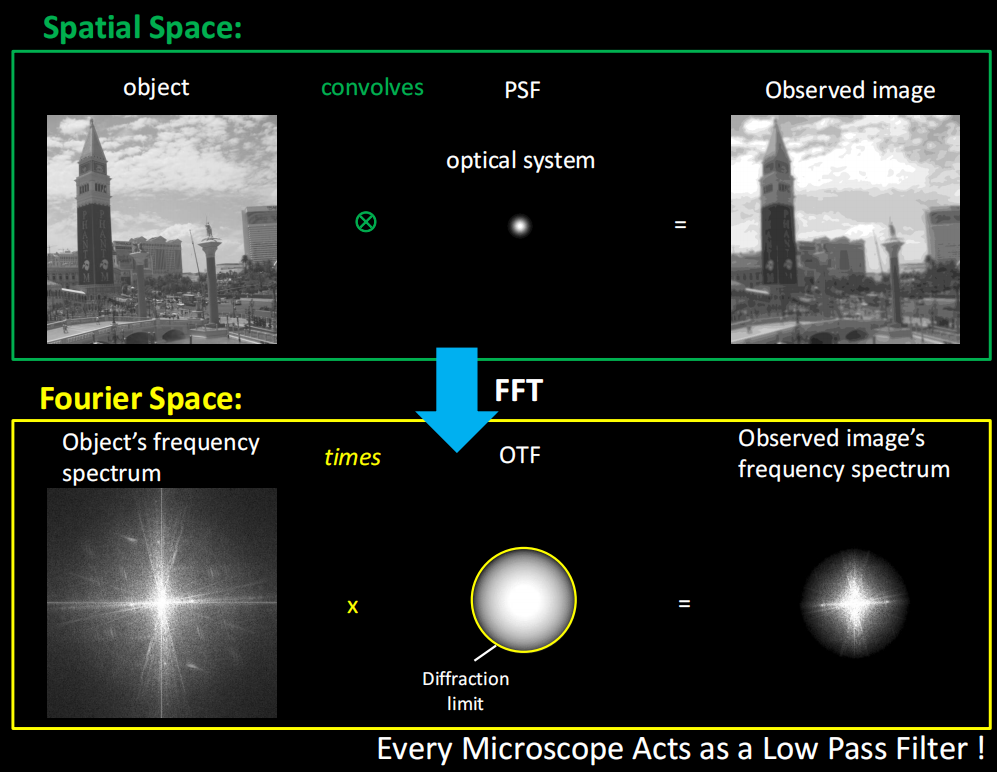 Spatial Space:
object
convolves
PSF
Observed image
optical system
⊗
=
FFT
Fourier Space:
Object's frequency
spectrum
times
OTF
Observed image's
frequency spectrum
x
=
Diffraction
limit
Every Microscope Acts as a Low Pass Filter !